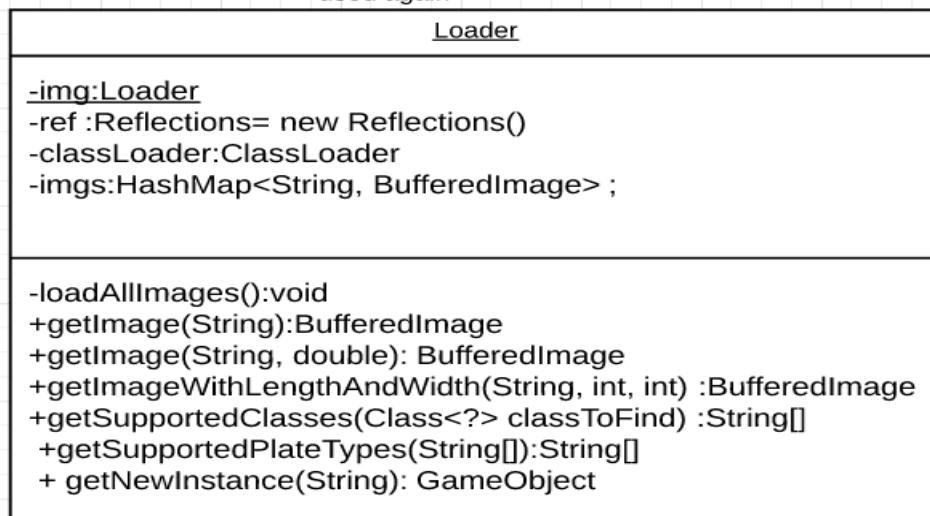 Loader
-img:Loader
-ref :Reflections= new Reflections()
-classLoader:ClassLoader
-imgs:HashMap<String, BufferedImage> ;
-loadAllImages():void
+getImage(String):BufferedImage
+getImage(String, double): BufferedImage
+getImageWithLengthAndWidth(String, int, int) :BufferedImage
+getSupportedClasses(Class<?> classToFind) :String[]
+getSupportedPlateTypes(String[]):String[]
+ getNewInstance(String): GameObject